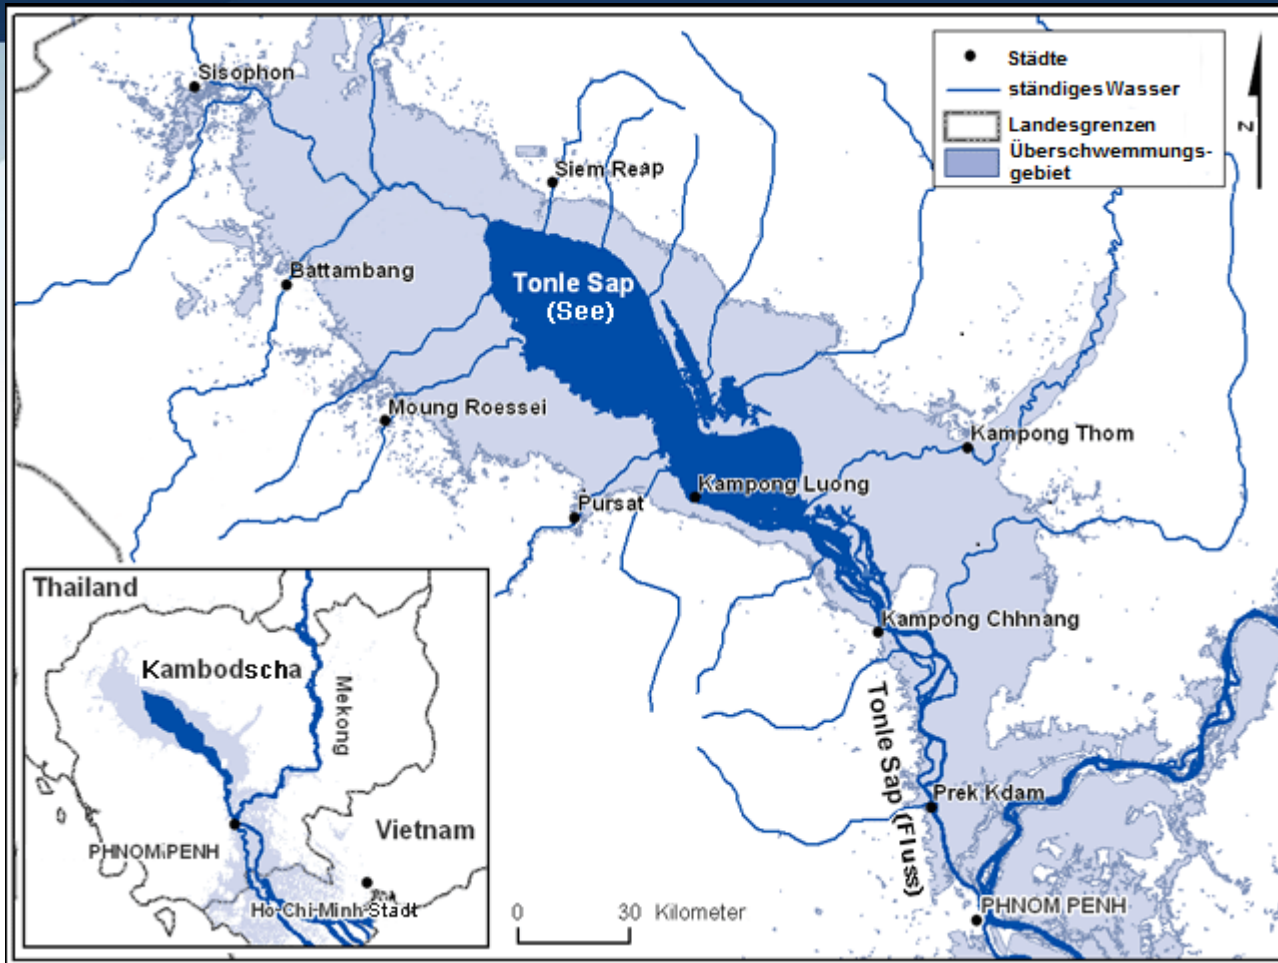 Sisophon
Städte
ständiges Wasser
Landesgrenzen
Überschwemmungs-
gebiet
N
Siem Reap
Battambang
Tonle Sap
(See)
Moung Roessei
Kampong Thom
Kampong Luong
Pursat
Kampong Chhnang
Tonle Sap (Fluss)
Prek Kdam
PHNOM PENH
0 30 Kilometer
Thailand
Kambodscha
Mekong
Vietnam
PHNOM PENH
Ho-Chi-Minh-Stadt